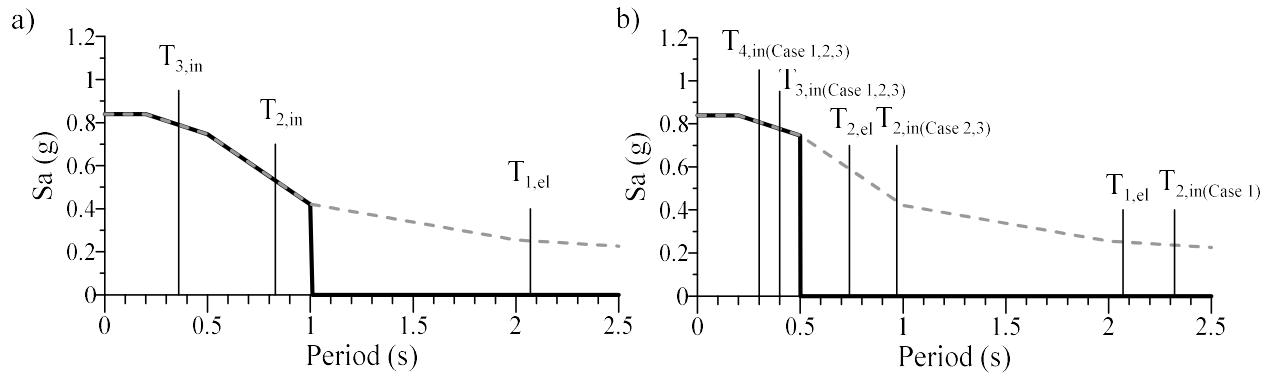 a)
1.2
1
0.8
0.6
0.4
0.2
0
Sa (g)
T3,in
T2,in
T1,el
0 0.5 1 1.5 2 2.5
Period (s)
b)
1.2
1
0.8
0.6
0.4
0.2
0
Sa (g)
T4,in(Case 1,2,3)
T3,in(Case 1,2,3)
T2,el T2,in(Case 2,3)
T1,el T2,in(Case 1)
0 0.5 1 1.5 2 2.5
Period (s)